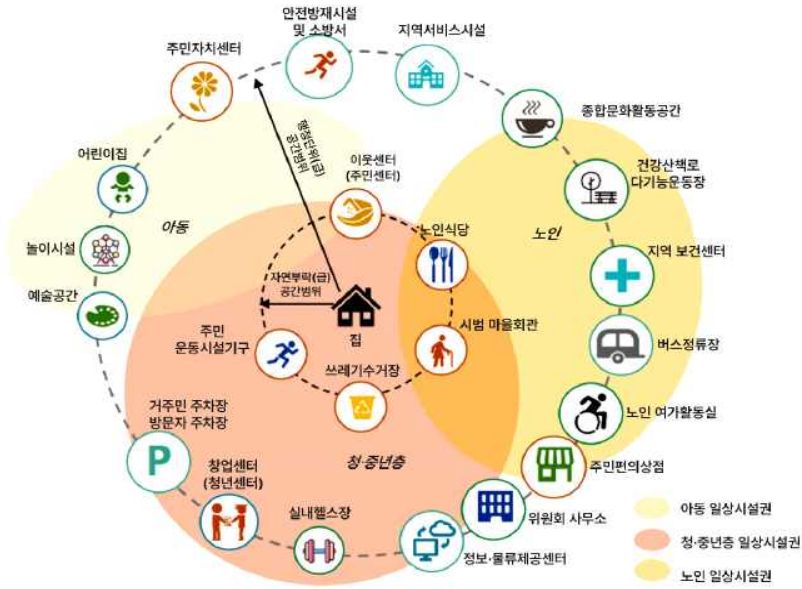 안전방재시설
및 소방서
지역서비스시설
주민자치센터
종합문화활동공간
행정단위(급)
공간범위
어린이집
이웃센터
(주민센터)
건강산책로
다기능운동장
아동
노인식당
노인
놀이시설
지역 보건센터
자연부락(급)
공간범위
예술공간
집
주민
운동시설기구
시범 마을회관
버스정류장
쓰레기수거장
거주민 주차장
방문자 주차장
노인 여가활동실
P
청·중년층
창업센터
(청년센터)
주민편의상점
실내헬스장
위원회 사무소
정보·물류제공센터
아동 일상시설권
청·중년층 일상시설권
노인 일상시설권